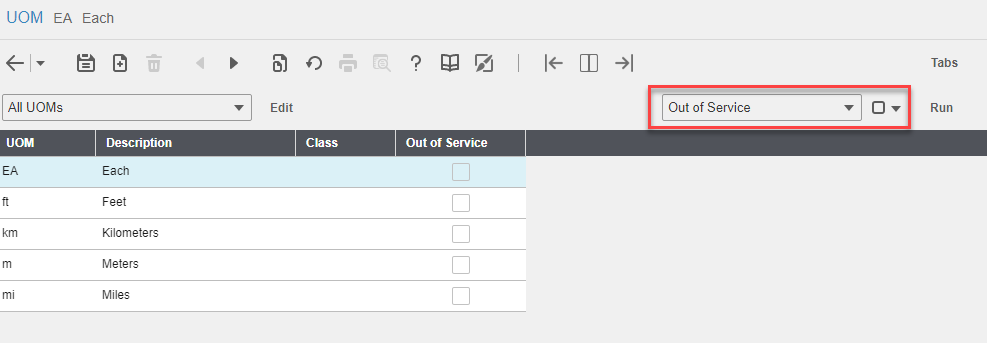 UOM EA Each
Tabs
All UOMs Edit Out of Service Run
UOM Description Class Out of Service
EA Each
ft Feet
km Kilometers
m Meters
mi Miles